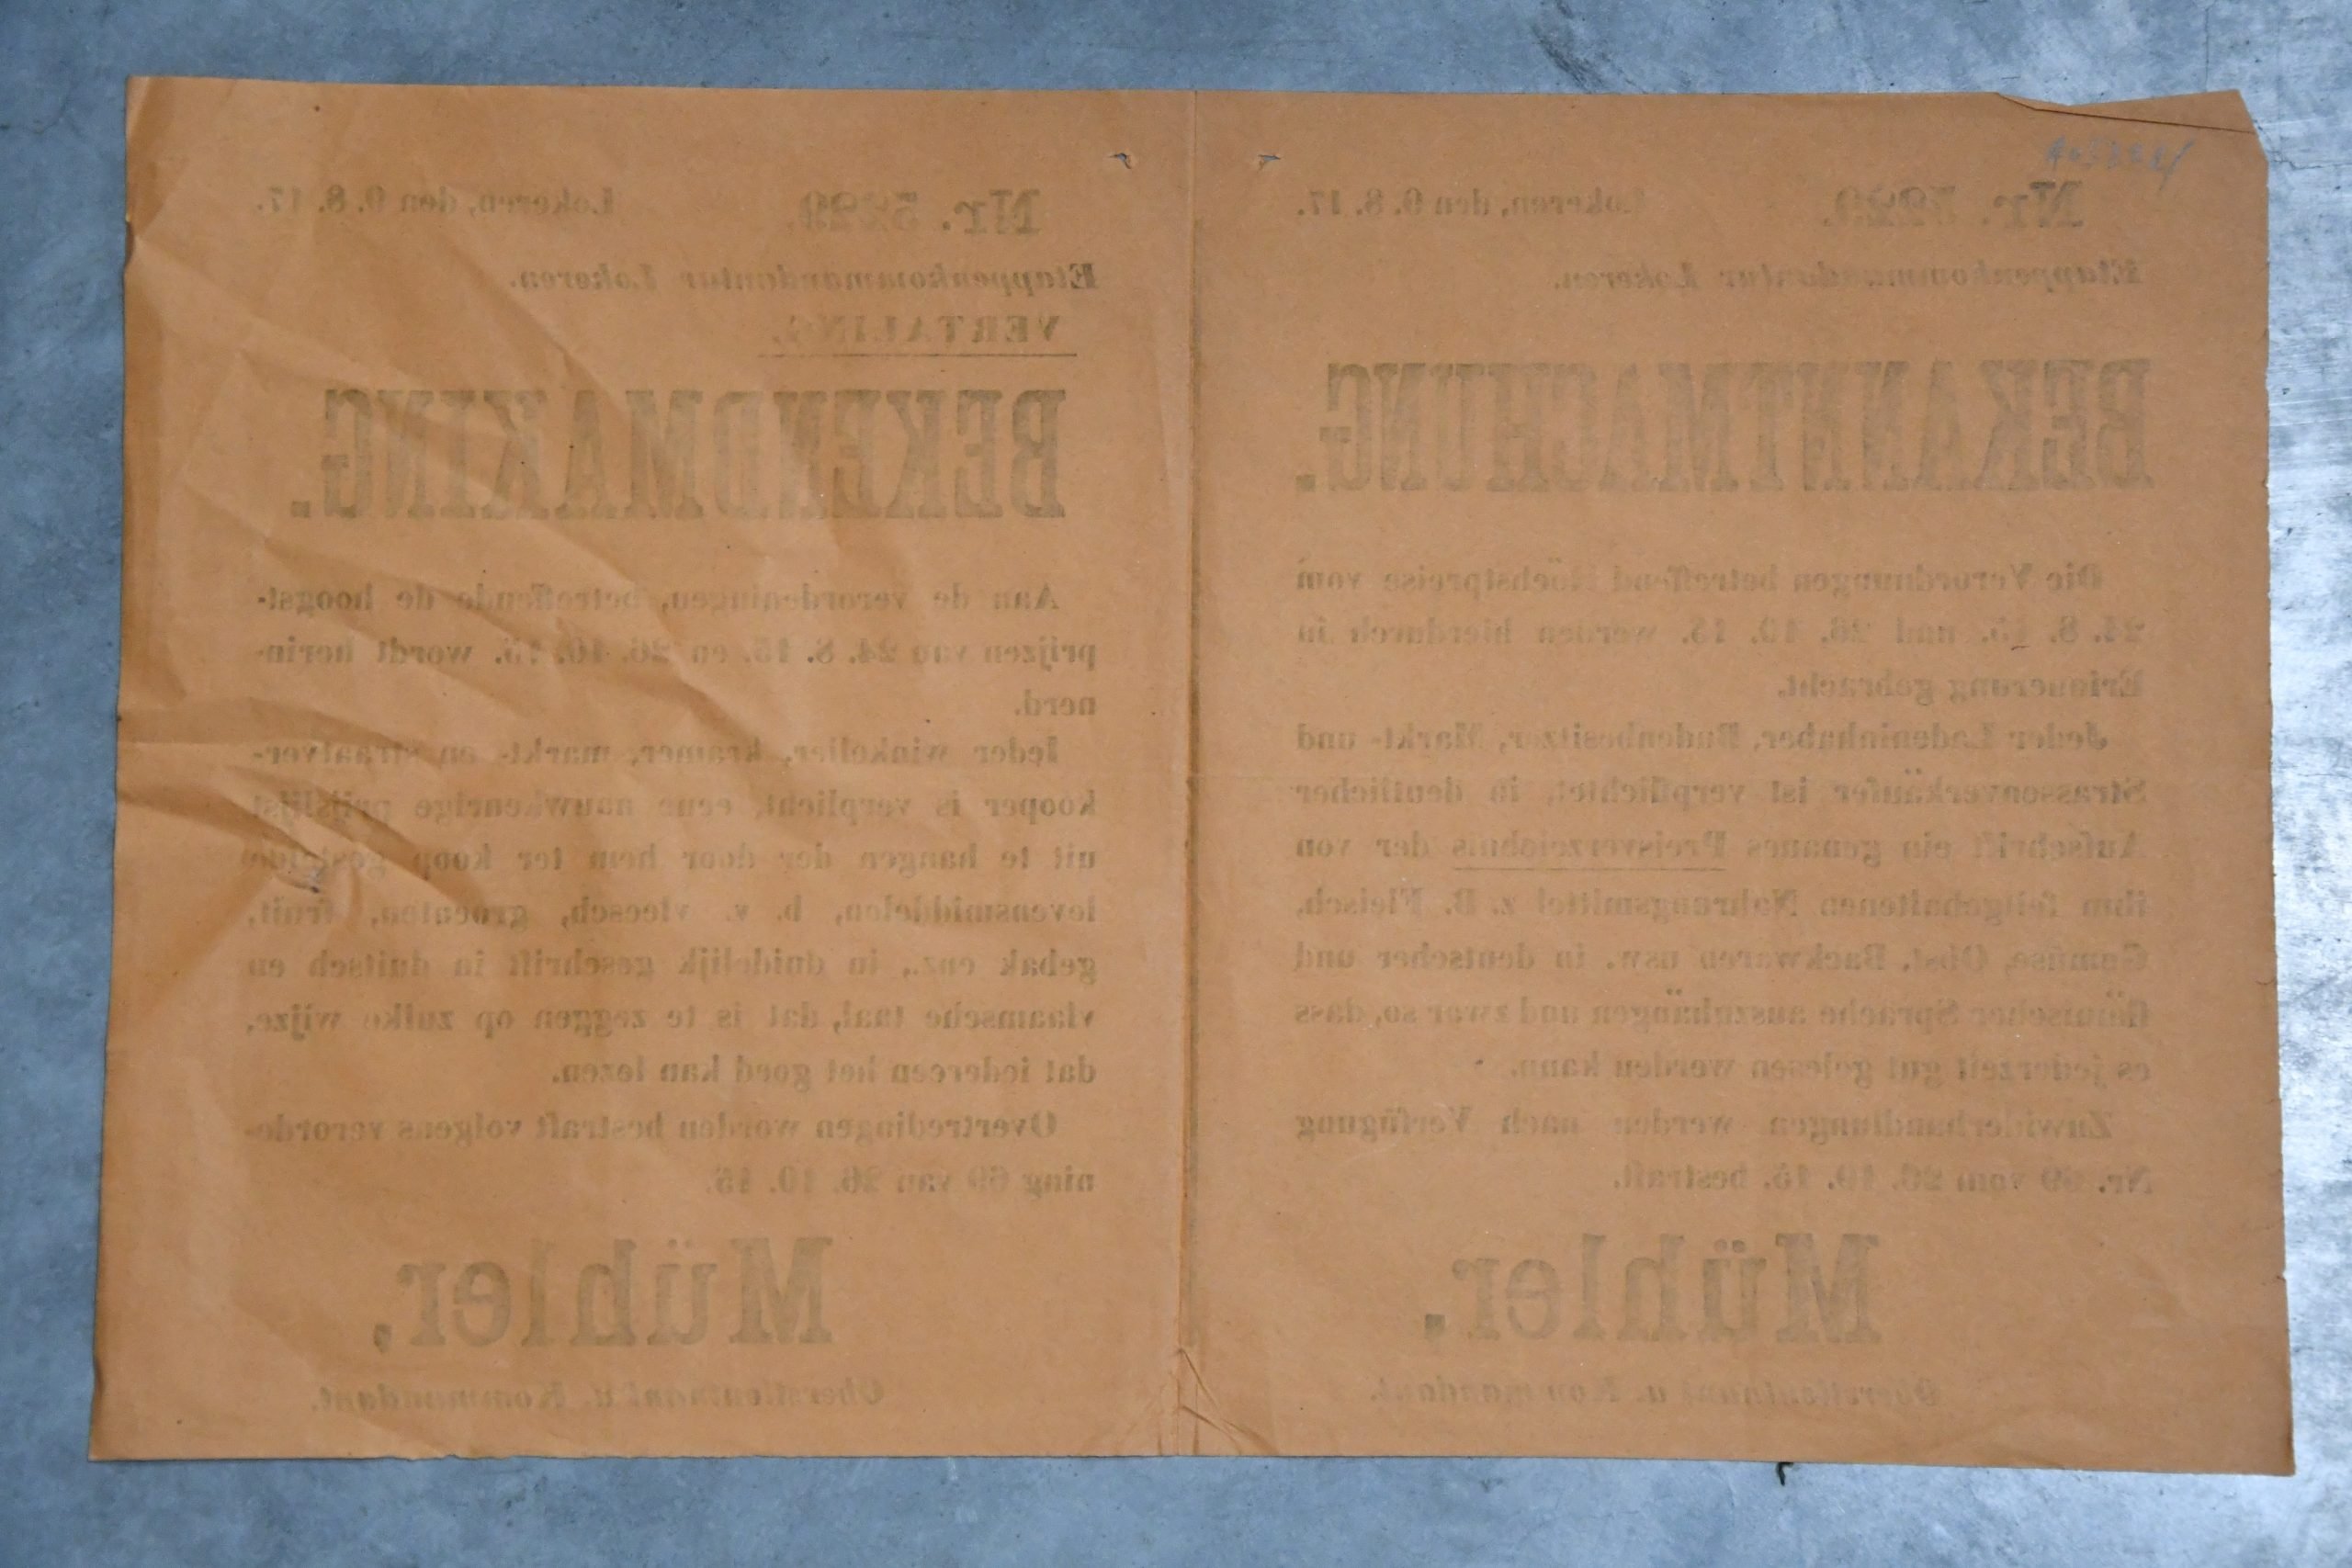 Nr. Lokeren, den 9. 8. 17.
Etappenkommandantur Lokeren.
BEKANNTMACHUNG.
Die Verordnungen betreffend Höchstpreise vom
24. 8. 15. und 26. 10. 15. werden hierdurch in
Erinnerung gebracht.
Jeder Ladeninhaber, Budenbesitzer, Markt- und
Strassenverkäufer ist verpflichtet, in deutlicher
Aufschrift ein genaues Preisverzeichnis der von
ihm feilgehaltenen Nahrungsmittel z. B. Fleisch,
Gemüse, Obst, Backwaren usw. in deutscher und
flämischer Sprache auszuhängen und zwar so, dass
es jederzeit gut gelesen werden kann.
Zuwiderhandlungen werden nach Verfügung
Nr. 69 vom 26. 10. 15. bestraft.
Mühler,
Oberstleutnant u. Kommandant.
Nr. Lokeren, den 9. 8. 17.
Etappenkommandantur Lokeren.
VERTALING.
BEKENDMAKING.
Aan de verordeningen, betreffende de hoogst-
prijzen van 24. 8. 15. en 26. 10. 15. wordt herin-
nerd.
Ieder winkelier, kramer, markt- en straatver-
kooper is verplicht, eene nauwkeurige prijslijst
uit te hangen der door hem ter koop gestelde
levensmiddelen, b. v. vleesch, groenten, fruit,
gebak enz., in duidelijk geschrift in duitsch en
vlaamsche taal, dat is te zeggen op zulke wijze,
dat iedereen het goed kan lezen.
Overtredingen worden bestraft volgens verorde-
ning 69 van 26. 10. 15.
Mühler,
Oberstleutnant u. Kommandant.